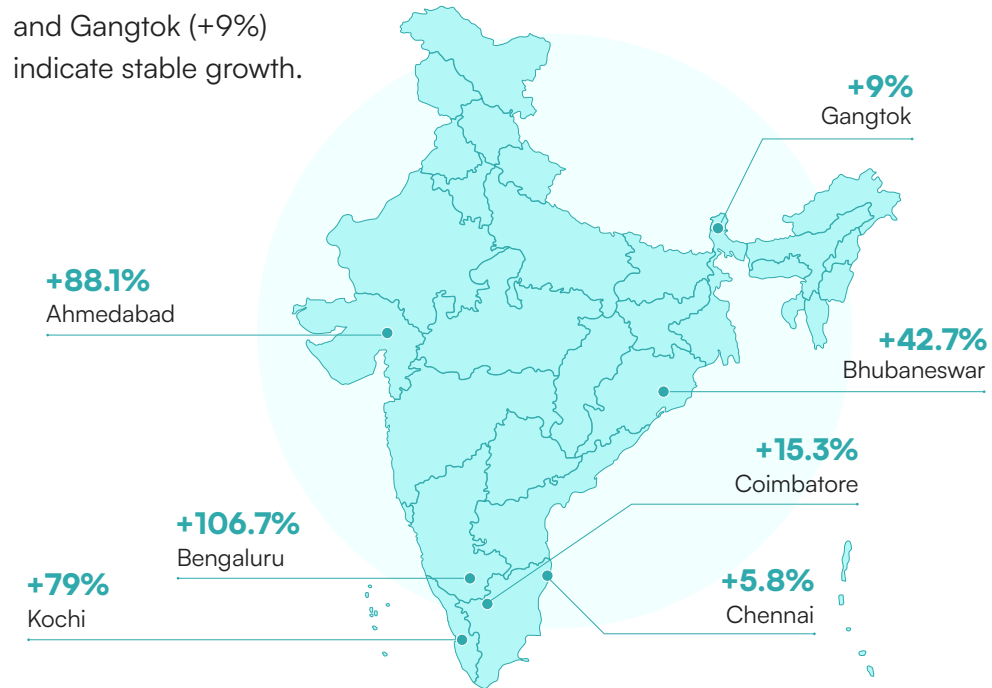 and Gangtok (+9%)
indicate stable growth.
+9%
Gangtok
+88.1%
Ahmedabad
+42.7%
Bhubaneswar
+15.3%
Coimbatore
+106.7%
Bengaluru
+79%
Kochi
+5.8%
Chennai